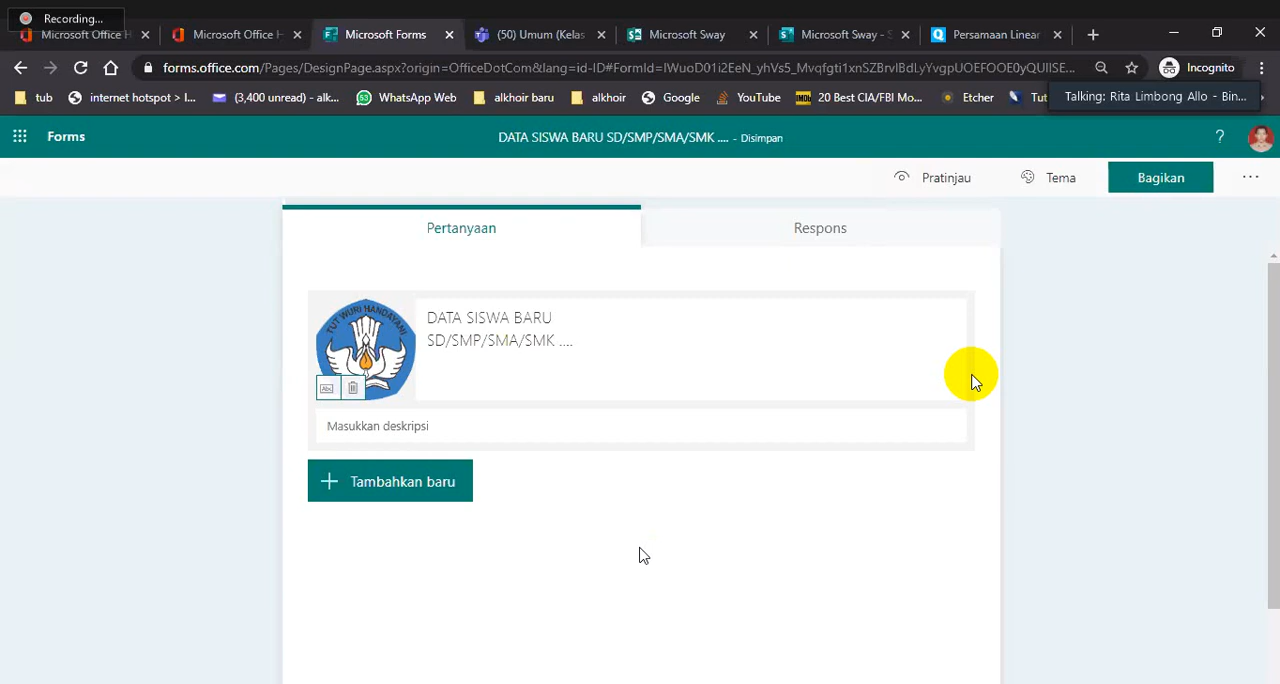 Recording...
Microsoft Office H
Microsoft Office H
Microsoft Forms
(50) Umum (Kelas
Microsoft Sway
Microsoft Sway - S
Persamaan Linear
forms.office.com/Pages/DesignPage.aspx?origin=OfficeDotCom&lang=id-ID#FormId=
Incognito
tub
internet hotspot > I...
(3,400 unread) - alk...
WhatsApp Web
alkhoir baru
alkhoir
Google
YouTube
20 Best CIA/FBI Mo...
Etcher
Tut
Talking: Rita Limbong Allo - Bin...
Forms
DATA SISWA BARU SD/SMP/SMA/SMK .... - Disimpan
?
Pratinjau
Tema
Bagikan
...
Pertanyaan
Respons
TUT WURI HANDAYANI
DATA SISWA BARU
SD/SMP/SMA/SMK ....
Abc
Masukkan deskripsi
+ Tambahkan baru